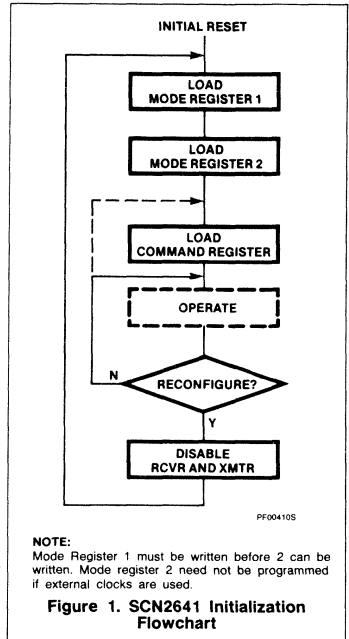 INITIAL RESET
LOAD
MODE REGISTER 1
LOAD
MODE REGISTER 2
LOAD
COMMAND REGISTER
OPERATE
N
RECONFIGURE?
Y
DISABLE
RCVR AND XMTR
PF00410S
NOTE:
Mode Register 1 must be written before 2 can be
written. Mode register 2 need not be programmed
if external clocks are used.
Figure 1. SCN2641 Initialization
Flowchart